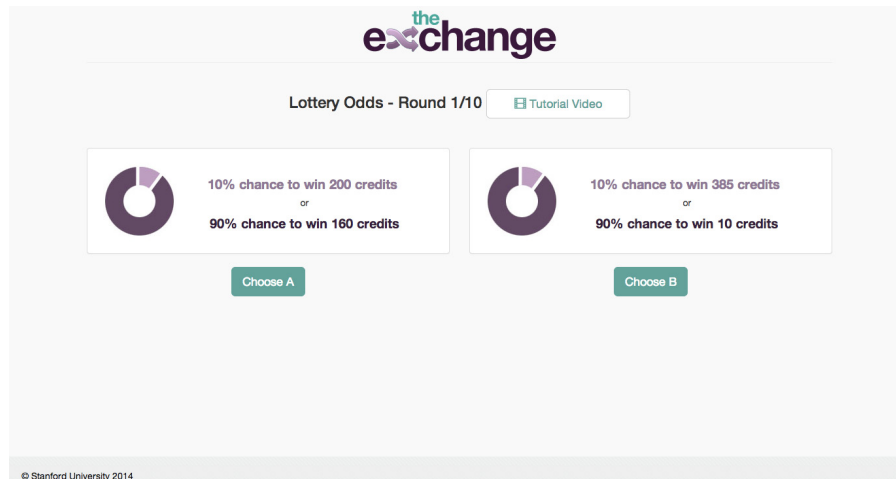 the
exchange
Lottery Odds - Round 1/10
Tutorial Video
10% chance to win 200 credits
or
90% chance to win 160 credits
Choose A
10% chance to win 385 credits
or
90% chance to win 10 credits
Choose B
© Stanford University 2014